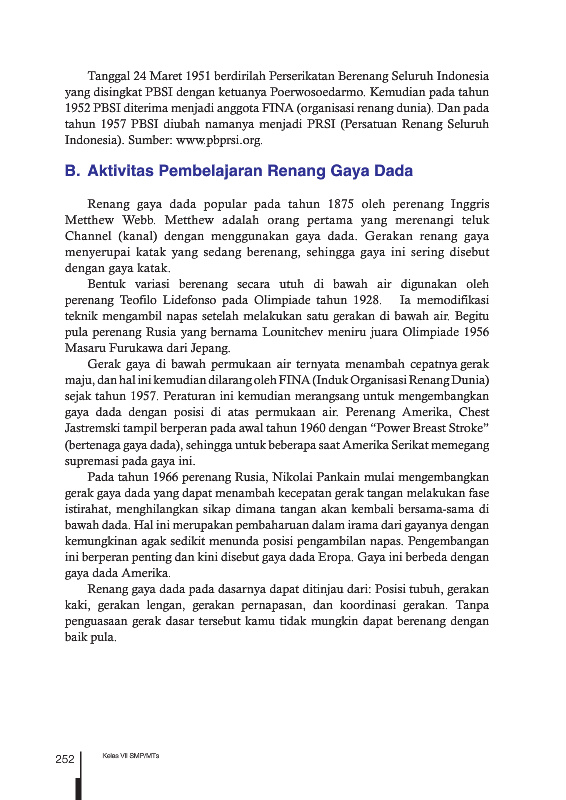 Tanggal 24 Maret 1951 berdirilah Perserikatan Berenang Seluruh Indonesia
yang disingkat PBSI dengan ketuanya Poerwosoedarmo. Kemudian pada tahun
1952 PBSI diterima menjadi anggota FINA (organisasi renang dunia). Dan pada
tahun 1957 PBSI diubah namanya menjadi PRSI (Persatuan Renang Seluruh
Indonesia). Sumber: www.pbprsi.org.
B. Aktivitas Pembelajaran Renang Gaya Dada
Renang gaya dada popular pada tahun 1875 oleh perenang Inggris
Metthew Webb. Metthew adalah orang pertama yang merenangi teluk
Channel (kanal) dengan menggunakan gaya dada. Gerakan renang gaya
menyerupai katak yang sedang berenang, sehingga gaya ini sering disebut
dengan gaya katak.
Bentuk variasi berenang secara utuh di bawah air digunakan oleh
perenang Teofilo Lidefonso pada Olimpiade tahun 1928. Ia memodifikasi
teknik mengambil napas setelah melakukan satu gerakan di bawah air. Begitu
pula perenang Rusia yang bernama Lounitchev meniru juara Olimpiade 1956
Masaru Furukawa dari Jepang.
Gerak gaya di bawah permukaan air ternyata menambah cepatnya gerak
maju, dan hal ini kemudian dilarang oleh FINA (Induk Organisasi Renang Dunia)
sejak tahun 1957. Peraturan ini kemudian merangsang untuk mengembangkan
gaya dada dengan posisi di atas permukaan air. Perenang Amerika, Chest
Jastremski tampil berperan pada awal tahun 1960 dengan “Power Breast Stroke”
(bertenaga gaya dada), sehingga untuk beberapa saat Amerika Serikat memegang
supremasi pada gaya ini.
Pada tahun 1966 perenang Rusia, Nikolai Pankain mulai mengembangkan
gerak gaya dada yang dapat menambah kecepatan gerak tangan melakukan fase
istirahat, menghilangkan sikap dimana tangan akan kembali bersama-sama di
bawah dada. Hal ini merupakan pembaharuan dalam irama dari gayanya dengan
kemungkinan agak sedikit menunda posisi pengambilan napas. Pengembangan
ini berperan penting dan kini disebut gaya dada Eropa. Gaya ini berbeda dengan
gaya dada Amerika.
Renang gaya dada pada dasarnya dapat ditinjau dari: Posisi tubuh, gerakan
kaki, gerakan lengan, gerakan pernapasan, dan koordinasi gerakan. Tanpa
penguasaan gerak dasar tersebut kamu tidak mungkin dapat berenang dengan
baik pula.
252
Kelas VII SMP/MTs